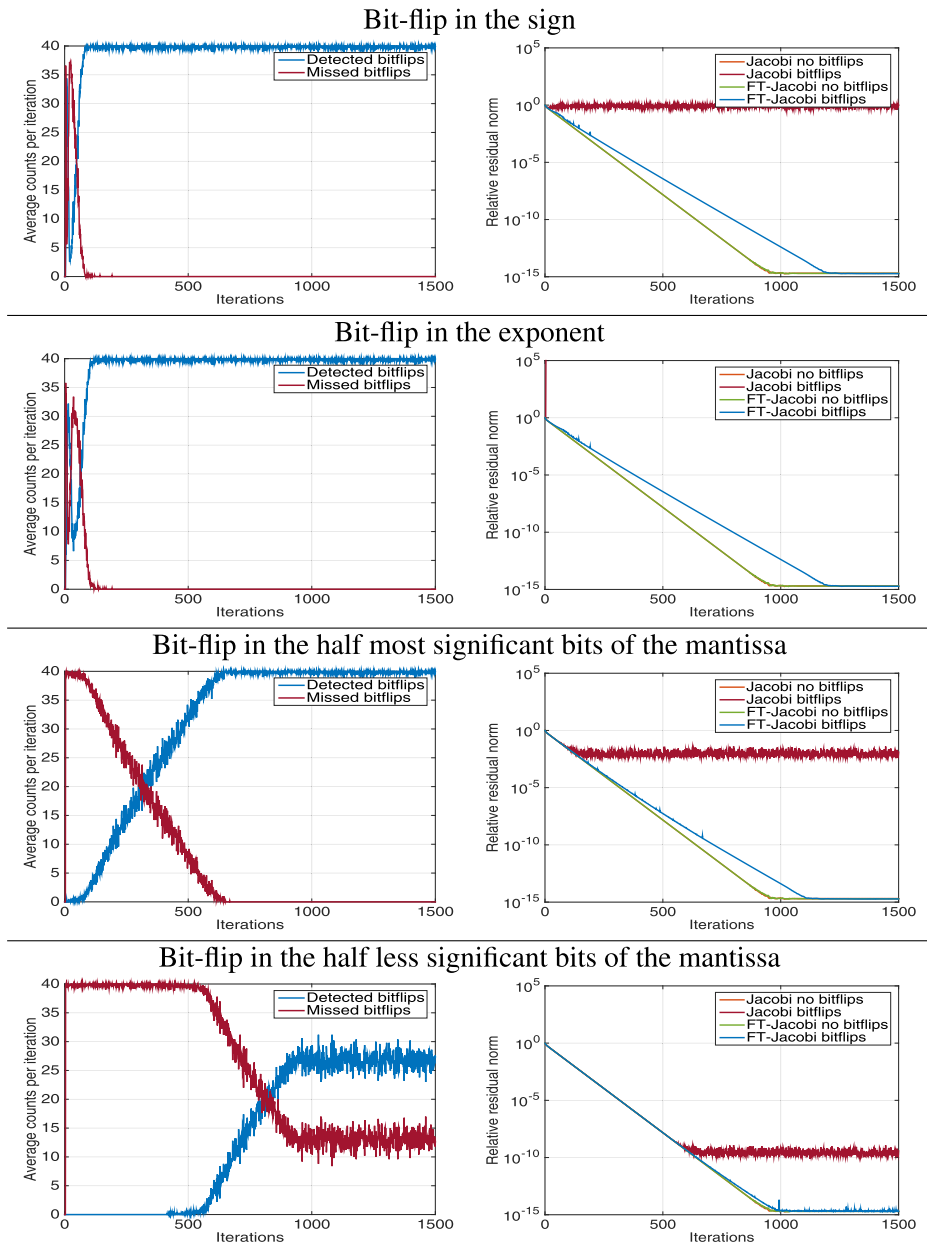 Bit-flip in the sign
40
35
30
25
20
15
10
5
0
Average counts per iteration
Detected bitflips
Missed bitflips
0 500 1000 1500
Iterations
10^5
10^0
10^-5
10^-10
10^-15
Relative residual norm
Jacobi no bitflips
Jacobi bitflips
FT-Jacobi no bitflips
FT-Jacobi bitflips
0 500 1000 1500
Iterations
Bit-flip in the exponent
40
35
30
25
20
15
10
5
0
Average counts per iteration
Detected bitflips
Missed bitflips
0 500 1000 1500
Iterations
10^5
10^0
10^-5
10^-10
10^-15
Relative residual norm
Jacobi no bitflips
Jacobi bitflips
FT-Jacobi no bitflips
FT-Jacobi bitflips
0 500 1000 1500
Iterations
Bit-flip in the half most significant bits of the mantissa
40
35
30
25
20
15
10
5
0
Average counts per iteration
Detected bitflips
Missed bitflips
0 500 1000 1500
Iterations
10^5
10^0
10^-5
10^-10
10^-15
Relative residual norm
Jacobi no bitflips
Jacobi bitflips
FT-Jacobi no bitflips
FT-Jacobi bitflips
0 500 1000 1500
Iterations
Bit-flip in the half less significant bits of the mantissa
40
35
30
25
20
15
10
5
0
Average counts per iteration
Detected bitflips
Missed bitflips
0 500 1000 1500
Iterations
10^5
10^0
10^-5
10^-10
10^-15
Relative residual norm
Jacobi no bitflips
Jacobi bitflips
FT-Jacobi no bitflips
FT-Jacobi bitflips
0 500 1000 1500
Iterations